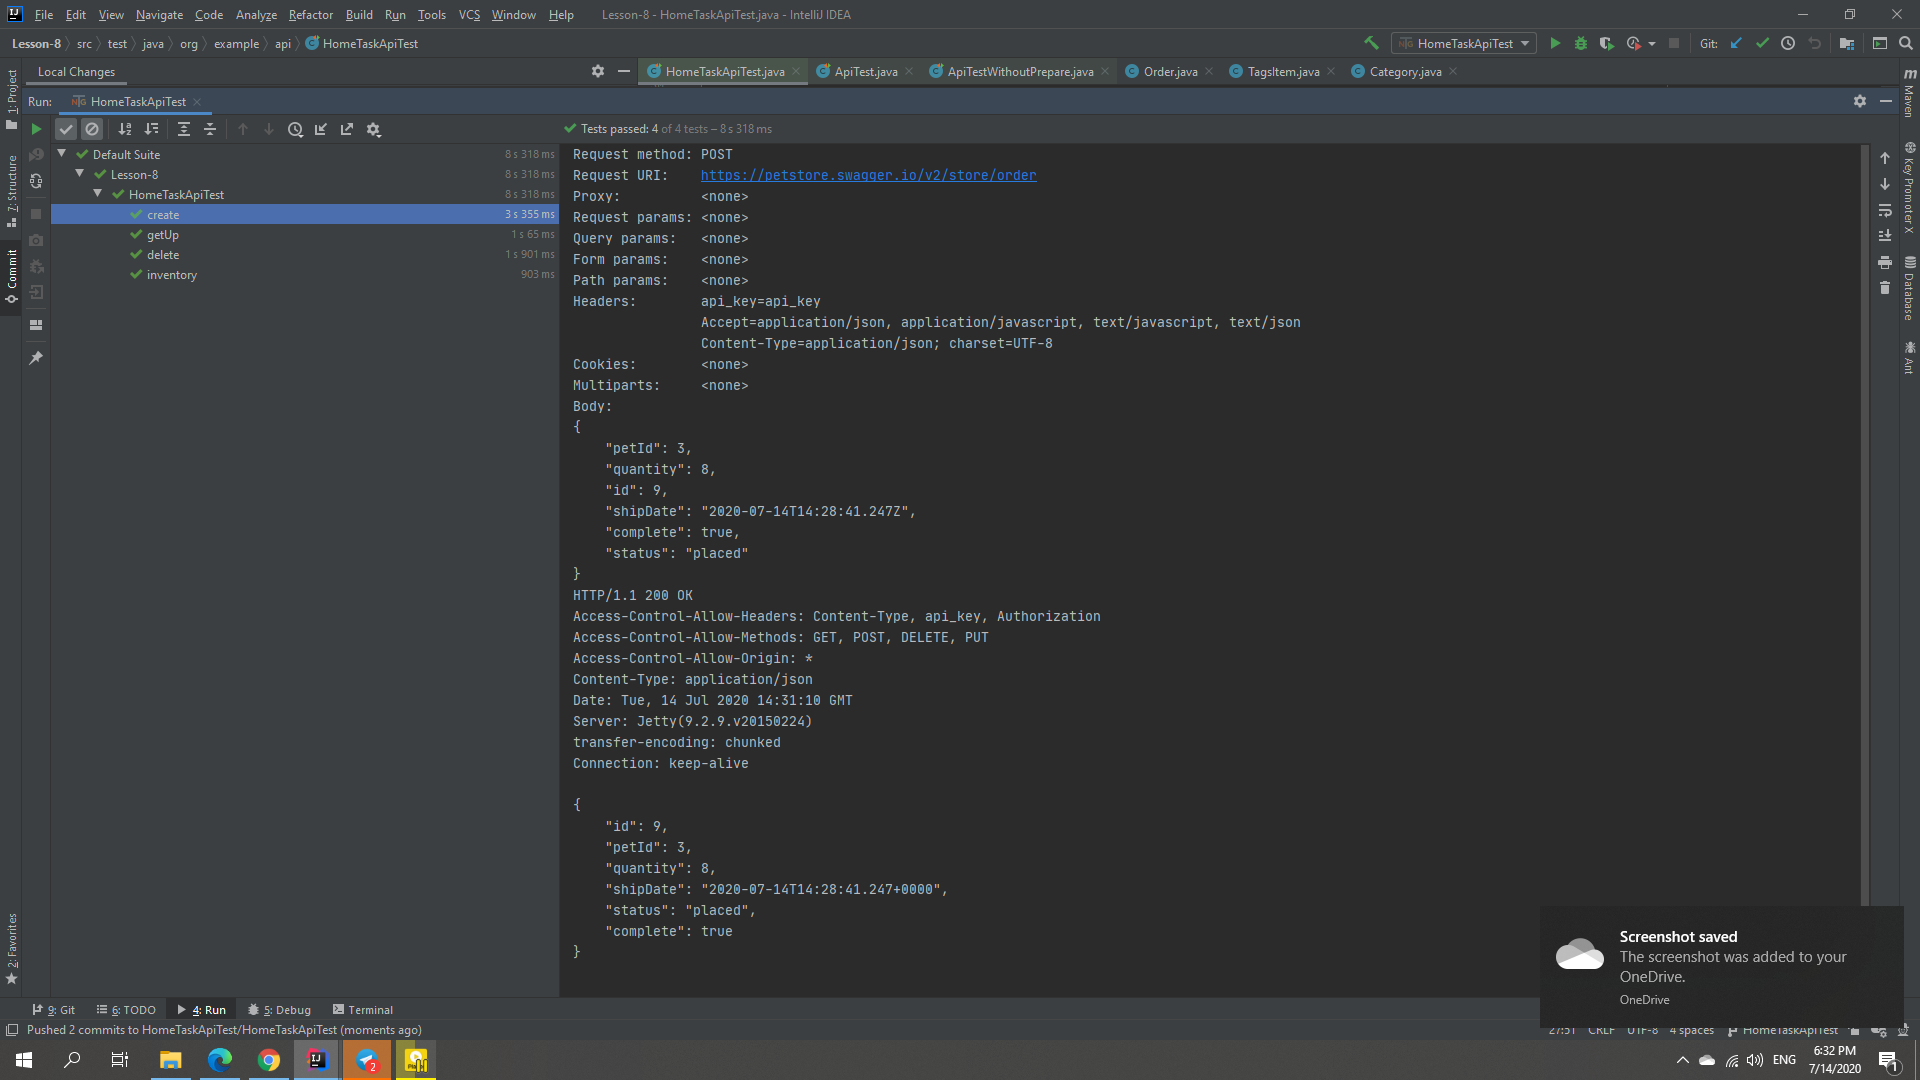 File Edit View Navigate Code Analyze Refactor Build Run Tools VCS Window Help Lesson-8 - HomeTaskApiTest.java - IntelliJ IDEA
Lesson-8 src test java org example api HomeTaskApiTest
HomeTaskApiTest Git:
Local Changes
HomeTaskApiTest.java ApiTest.java ApiTestWithoutPrepare.java Order.java TagsItem.java Category.java
Run: HomeTaskApiTest
Tests passed: 4 of 4 tests – 8 s 318 ms
Default Suite 8 s 318 ms
Lesson-8 8 s 318 ms
HomeTaskApiTest 8 s 318 ms
create 3 s 355 ms
getUp 1 s 65 ms
delete 1 s 901 ms
inventory 903 ms
Request method: POST
Request URI: https://petstore.swagger.io/v2/store/order
Proxy: <none>
Request params: <none>
Query params: <none>
Form params: <none>
Path params: <none>
Headers: api_key=api_key
Accept=application/json, application/javascript, text/javascript, text/json
Content-Type=application/json; charset=UTF-8
Cookies: <none>
Multiparts: <none>
Body:
{
"petId": 3,
"quantity": 8,
"id": 9,
"shipDate": "2020-07-14T14:28:41.247Z",
"complete": true,
"status": "placed"
}
HTTP/1.1 200 OK
Access-Control-Allow-Headers: Content-Type, api_key, Authorization
Access-Control-Allow-Methods: GET, POST, DELETE, PUT
Access-Control-Allow-Origin: *
Content-Type: application/json
Date: Tue, 14 Jul 2020 14:31:10 GMT
Server: Jetty(9.2.9.v20150224)
transfer-encoding: chunked
Connection: keep-alive
{
"id": 9,
"petId": 3,
"quantity": 8,
"shipDate": "2020-07-14T14:28:41.247+0000",
"status": "placed",
"complete": true
}
1: Project
7: Structure
Commit
2: Favorites
Maven
Key Promoter X
Database
Ant
Screenshot saved
The screenshot was added to your
OneDrive.
OneDrive
9: Git 6: TODO 4: Run 5: Debug Terminal
Pushed 2 commits to HomeTaskApiTest/HomeTaskApiTest (moments ago)
27:51 CRLF UTF-8 4 spaces HomeTaskApiTest
2
ENG
6:32 PM
7/14/2020
1